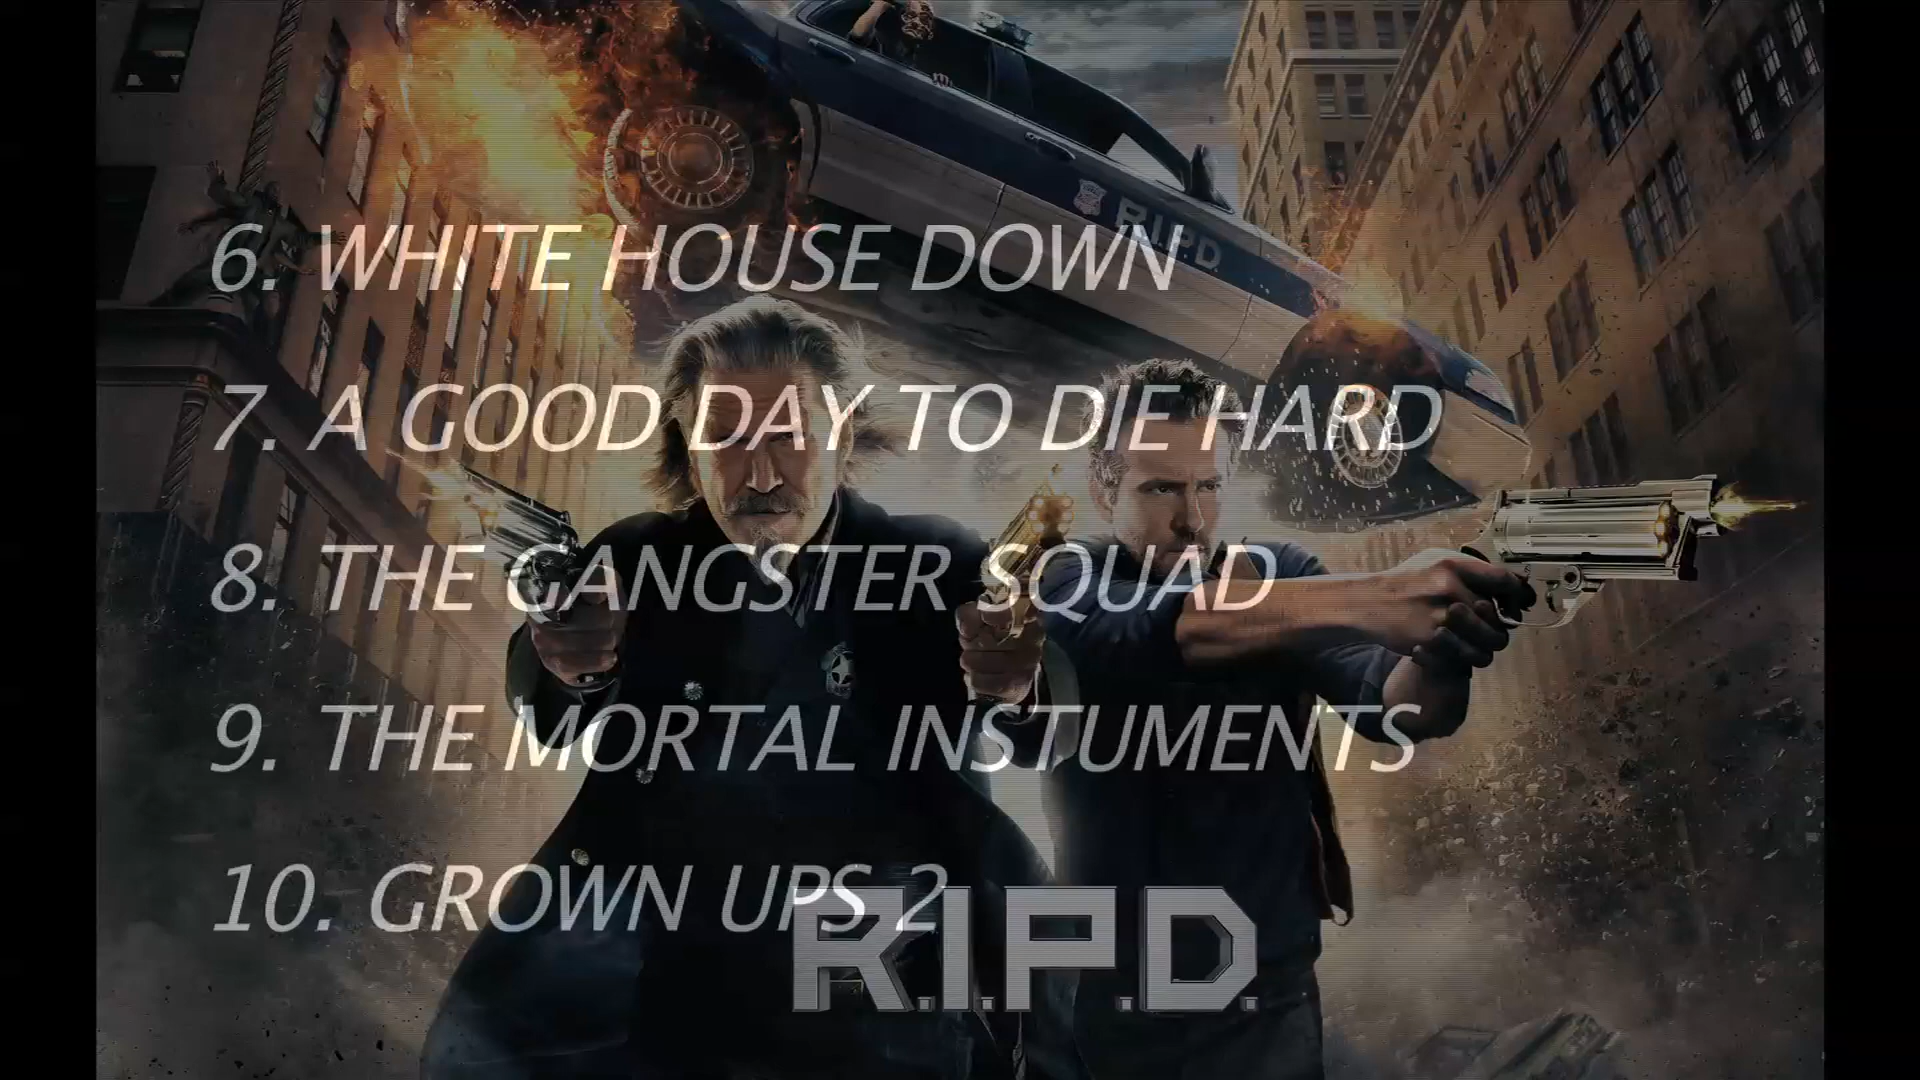 R.I.P.D
6. WHITE HOUSE DOWN
7. A GOOD DAY TO DIE HARD
8. THE GANGSTER SQUAD
9. THE MORTAL INSTUMENTS
10. GROWN UPS 2
R.I.P.D.